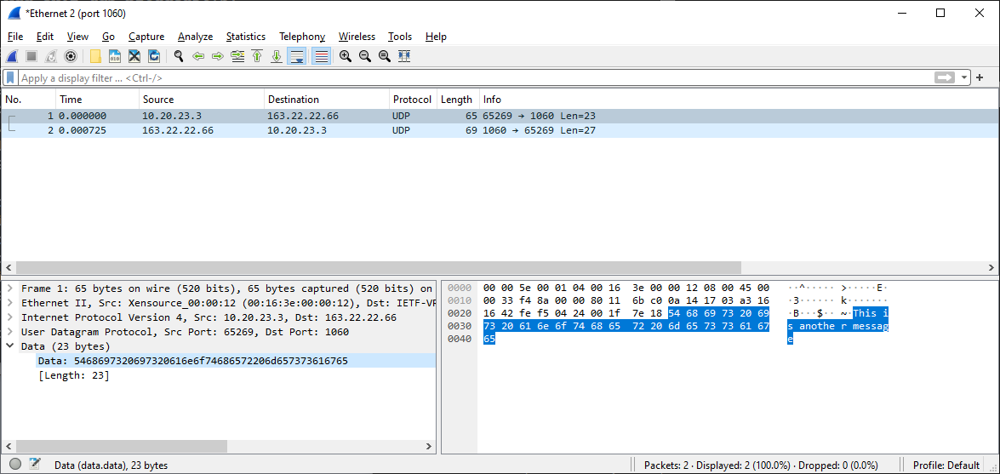 *Ethernet 2 (port 1060)
File Edit View Go Capture Analyze Statistics Telephony Wireless Tools Help
Apply a display filter ... <Ctrl-/>
No. Time Source Destination Protocol Length Info
1 0.000000 10.20.23.3 163.22.22.66 UDP 65 65269 → 1060 Len=23
2 0.000725 163.22.22.66 10.20.23.3 UDP 69 1060 → 65269 Len=27
Frame 1: 65 bytes on wire (520 bits), 65 bytes captured (520 bits) on
Ethernet II, Src: Xensource_00:00:12 (00:16:3e:00:00:12), Dst: IETF-VR
Internet Protocol Version 4, Src: 10.20.23.3, Dst: 163.22.22.66
User Datagram Protocol, Src Port: 65269, Dst Port: 1060
Data (23 bytes)
Data: 5468697320697320616e6f74686572206d657373616765
[Length: 23]
0000 00 00 5e 00 01 04 00 16 3e 00 00 12 08 00 45 00 ··^····· >·····E·
0010 00 33 f4 8a 00 00 80 11 6b c0 0a 14 17 03 a3 16 ·3······ k·······
0020 16 42 fe f5 04 24 00 1f 7e 18 54 68 69 73 20 69 ·B···$·· ~·This i
0030 73 20 61 6e 6f 74 68 65 72 20 6d 65 73 73 61 67 s anothe r messag
0040 65 e
Data (data.data), 23 bytes
Packets: 2 · Displayed: 2 (100.0%) · Dropped: 0 (0.0%)
Profile: Default